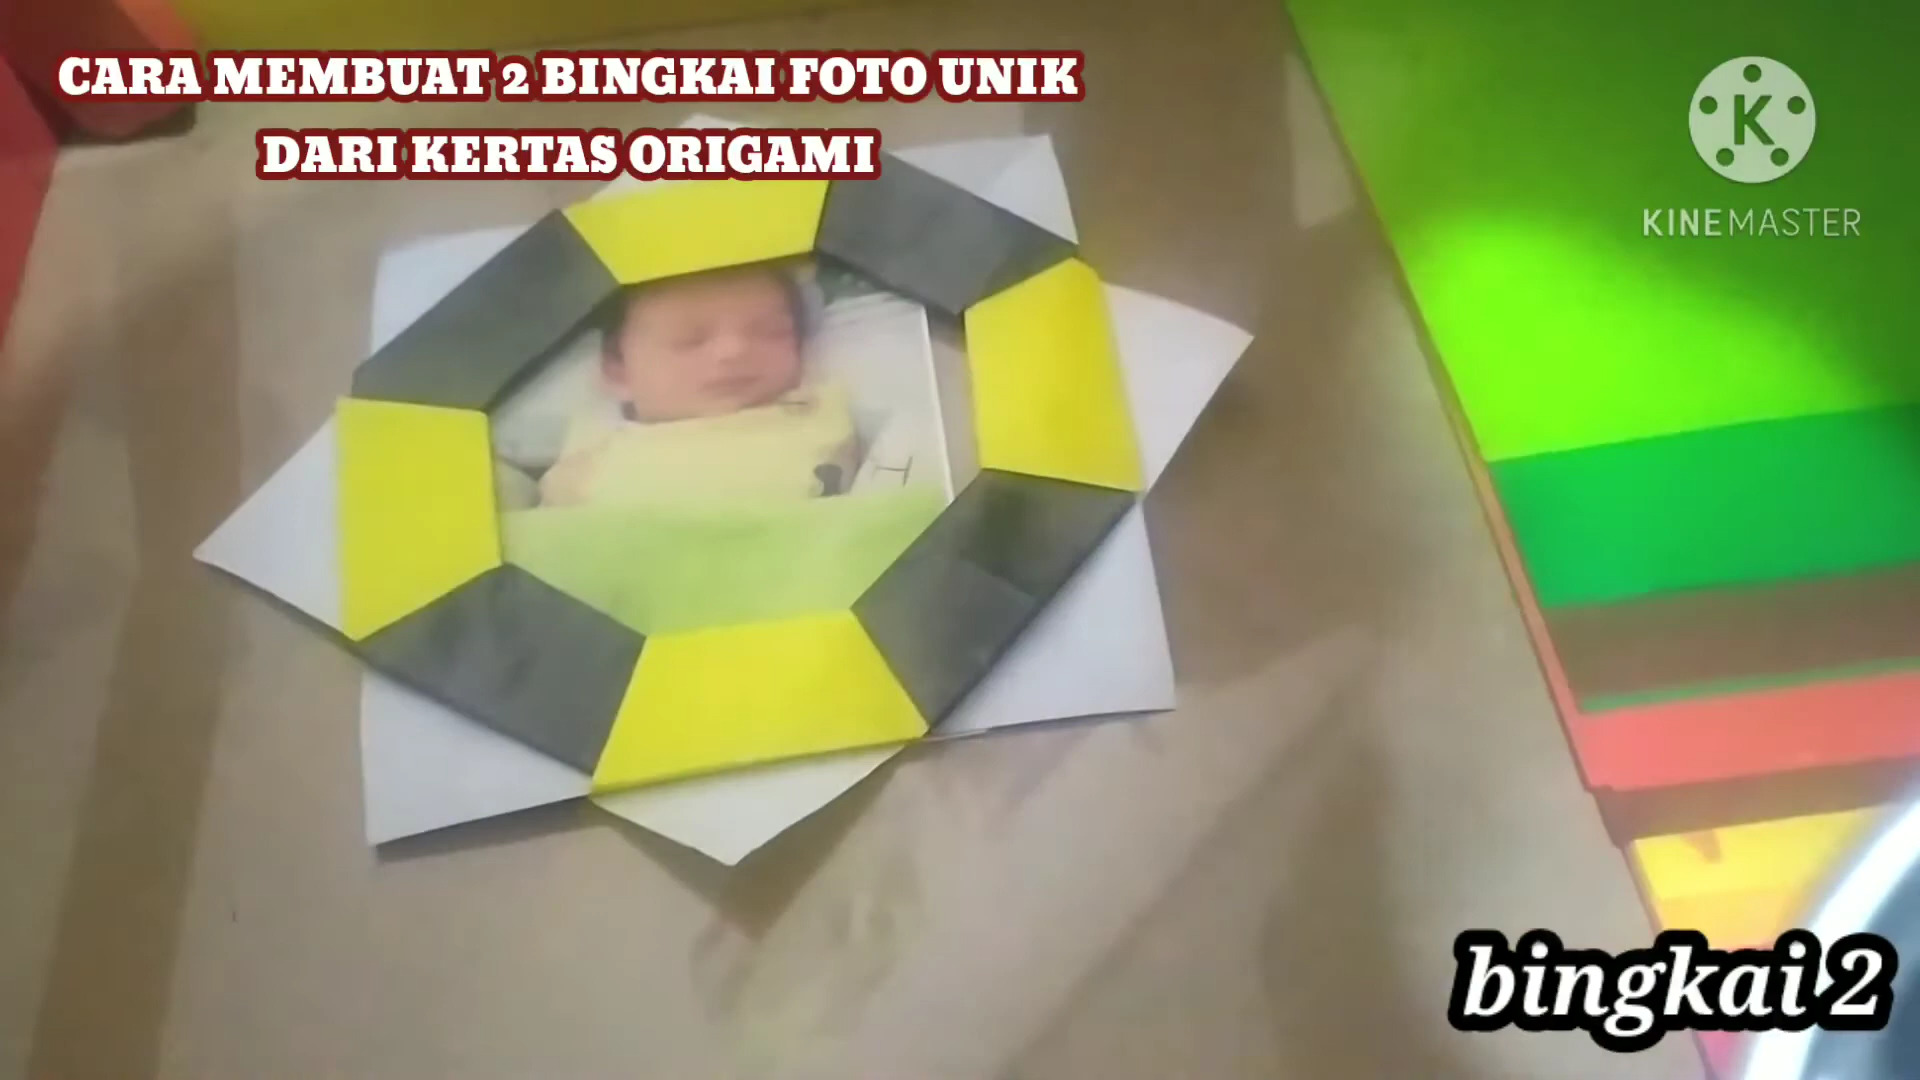 CARA MEMBUAT 2 BINGKAI FOTO UNIK
DARI KERTAS ORIGAMI
K
KINEMASTER
bingkai 2